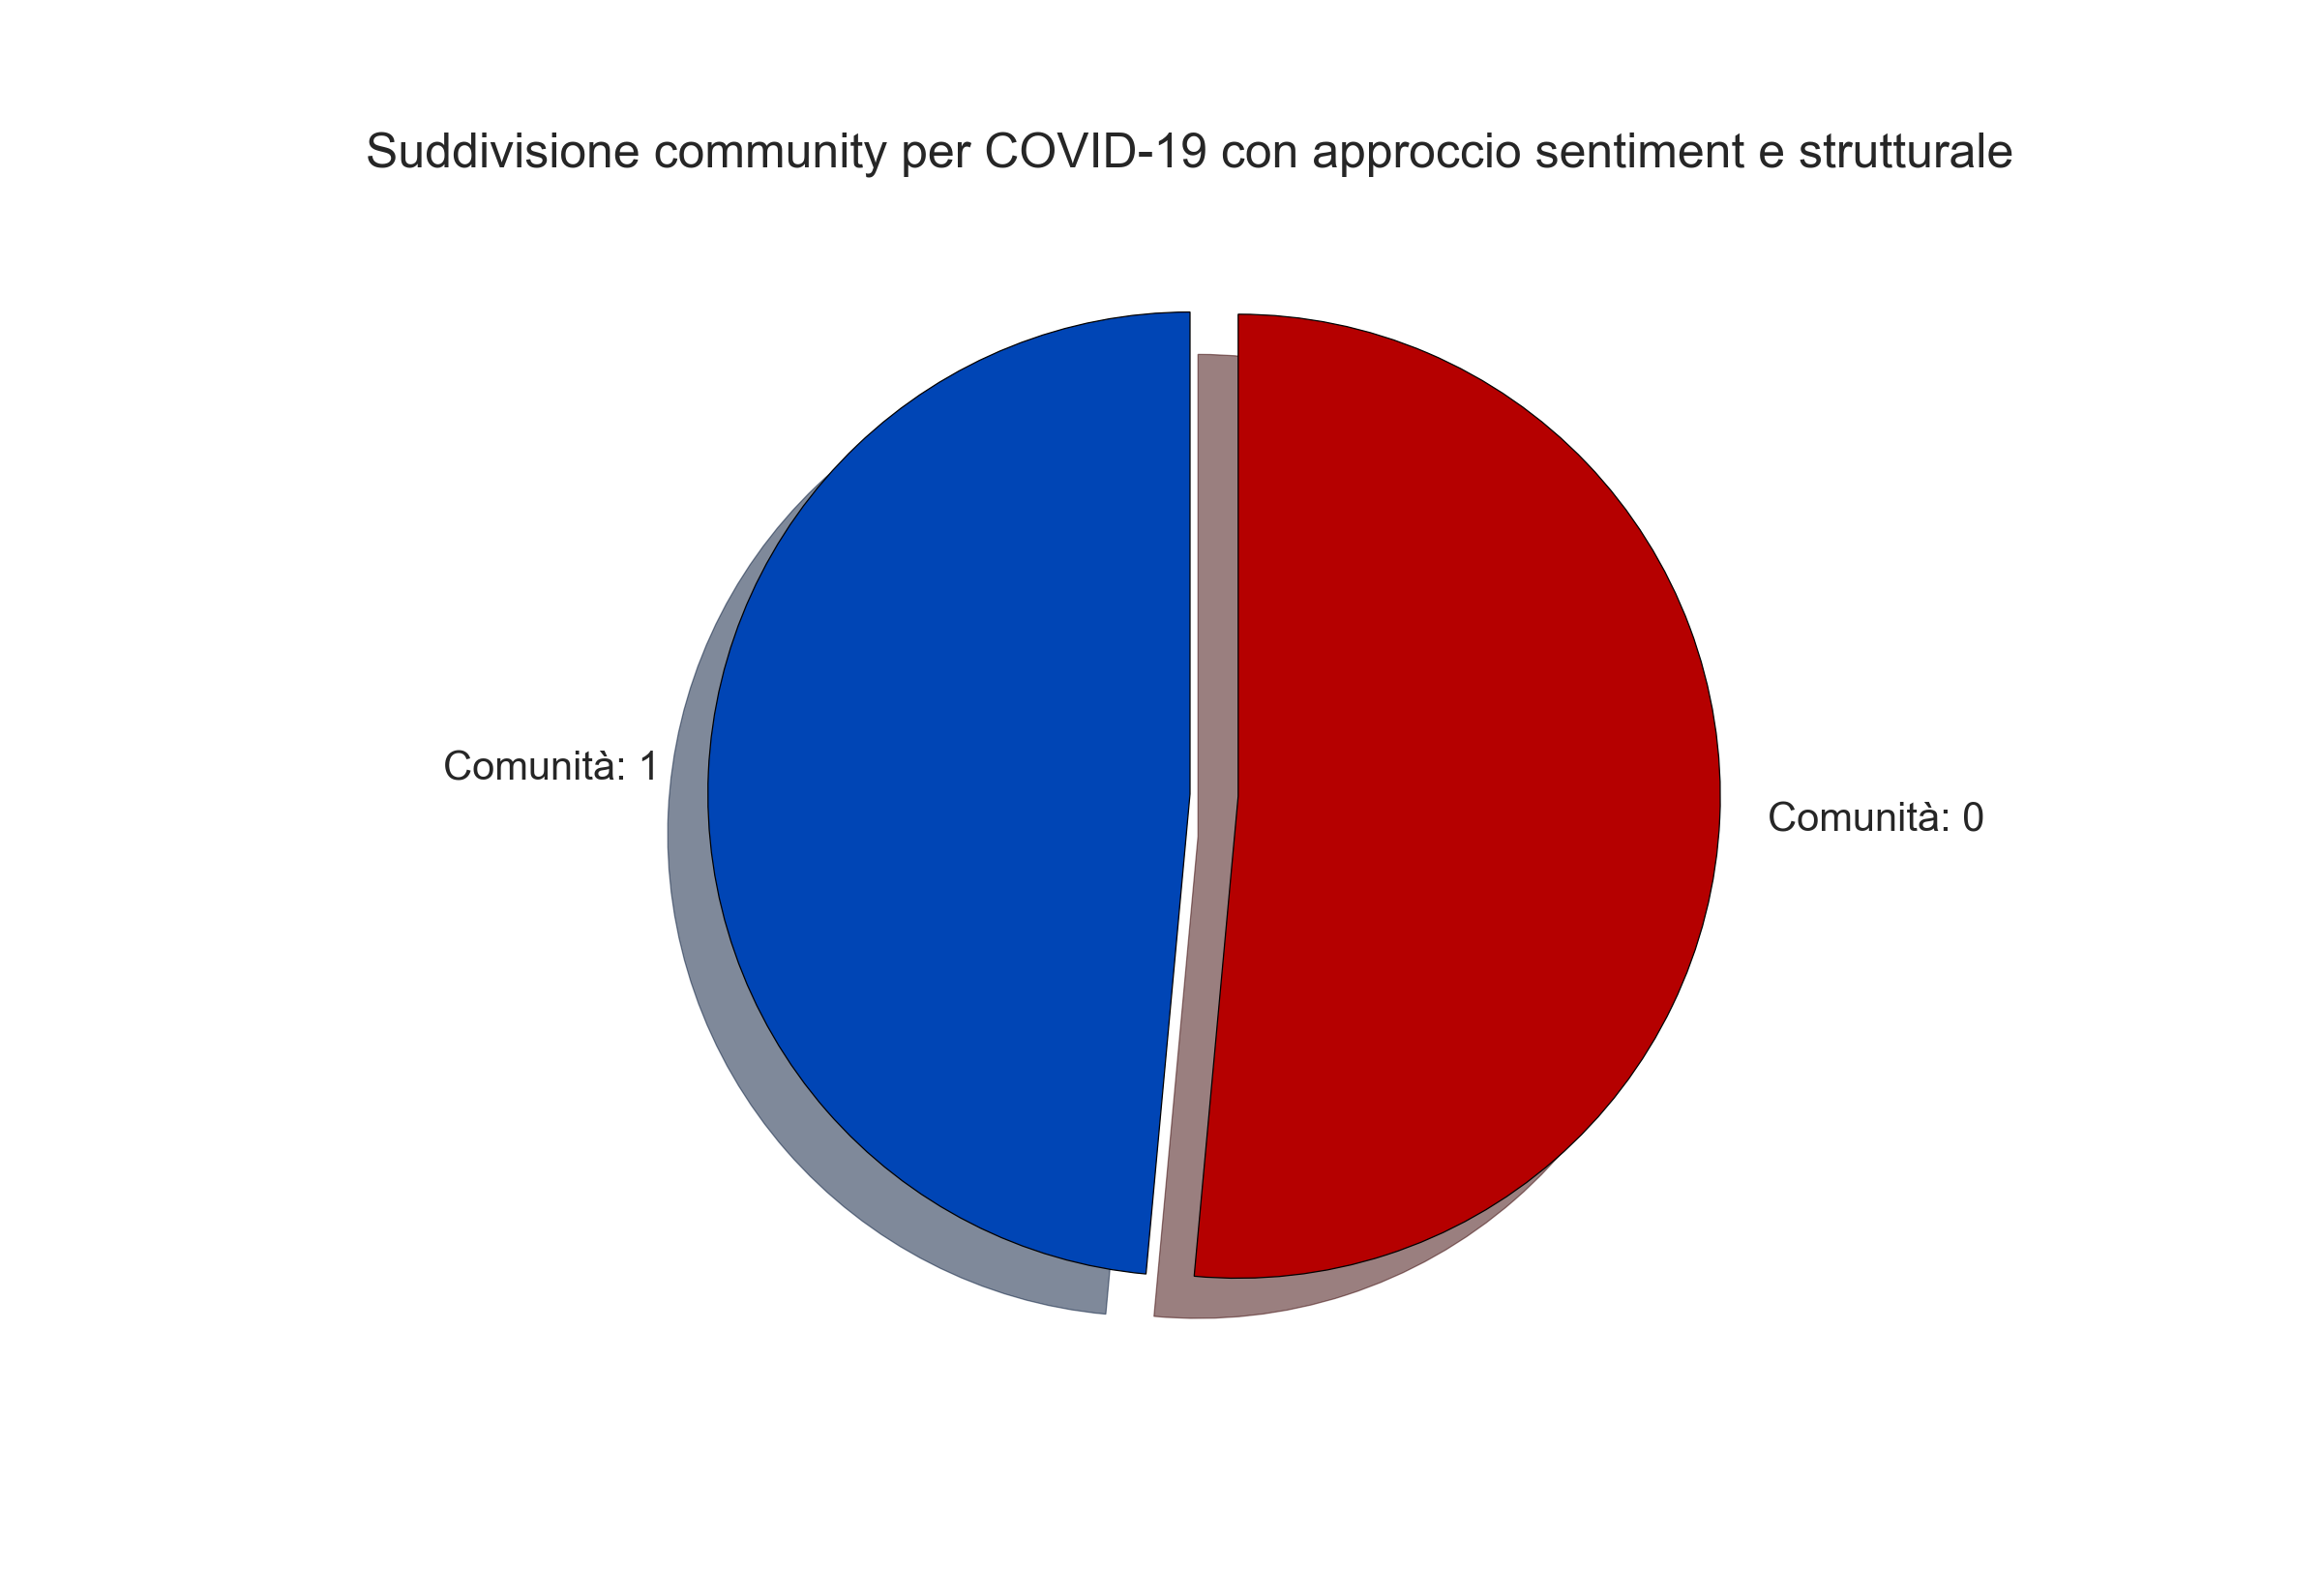 Suddivisione community per COVID-19 con approccio sentiment e strutturale
Comunità: 1
Comunità: 0